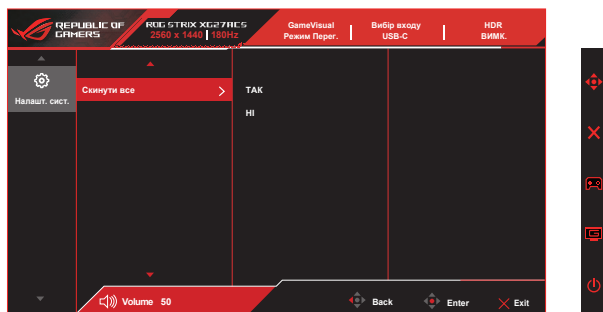 REPUBLIC OF
GAMERS
ROG STRIX XG27ACS
2560 x 1440 180Hz
GameVisual
Режим Перег.
Вибір входу
USB-C
HDR
ВИМК.
Налашт. сист.
Скинути все
ТАК
НІ
Volume 50
Back
Enter
Exit